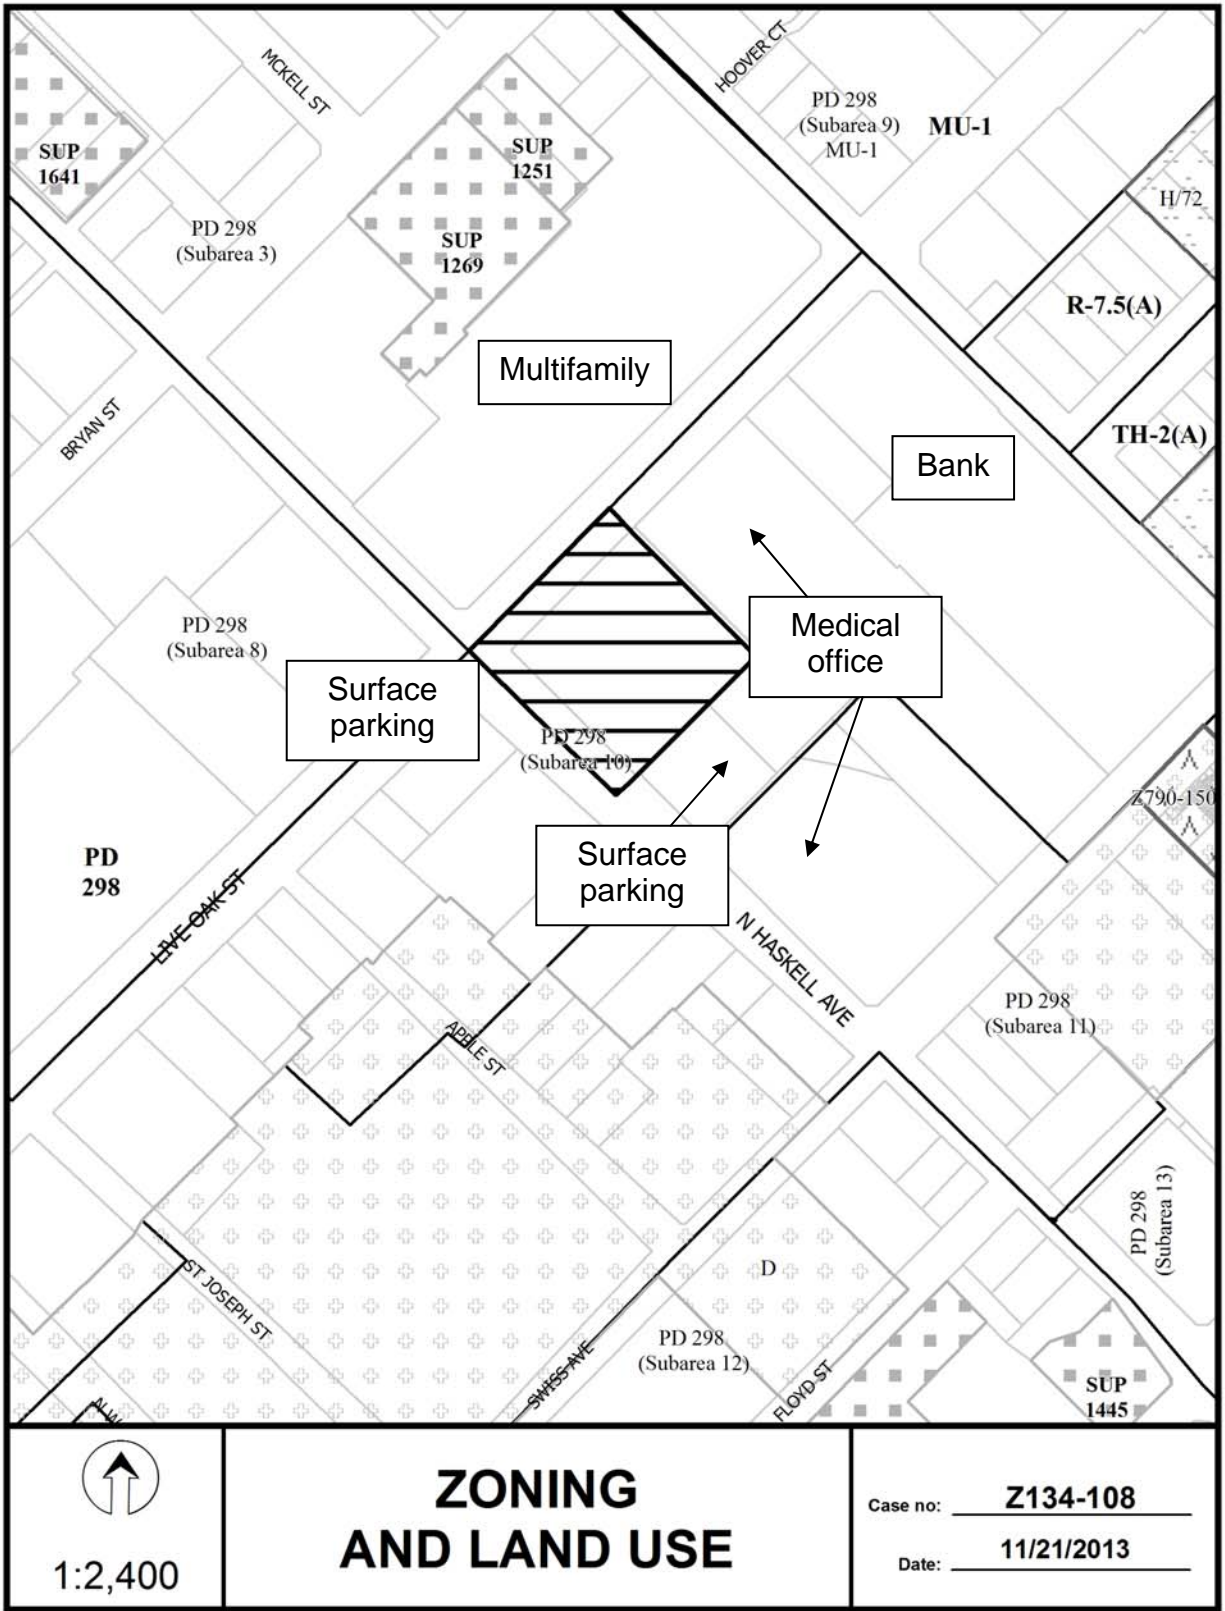 HOOVER CT
MCKELL ST
PD 298
(Subarea 9)
MU-1
MU-1
SUP
1641
SUP
1251
H/72
PD 298
(Subarea 3)
SUP
1269
R-7.5(A)
Multifamily
BRYAN ST
TH-2(A)
Bank
PD 298
(Subarea 8)
Medical
office
Surface
parking
PD 298
(Subarea 10)
Z790-150
Surface
parking
PD
298
LIVE OAK ST
N HASKELL AVE
PD 298
(Subarea 11)
APPLE ST
PD 298
(Subarea 13)
D
ST JOSEPH ST
PD 298
(Subarea 12)
SWISS AVE
FLOYD ST
SUP
1445
1:2,400
ZONING
AND LAND USE
Case no: Z134-108
Date: 11/21/2013